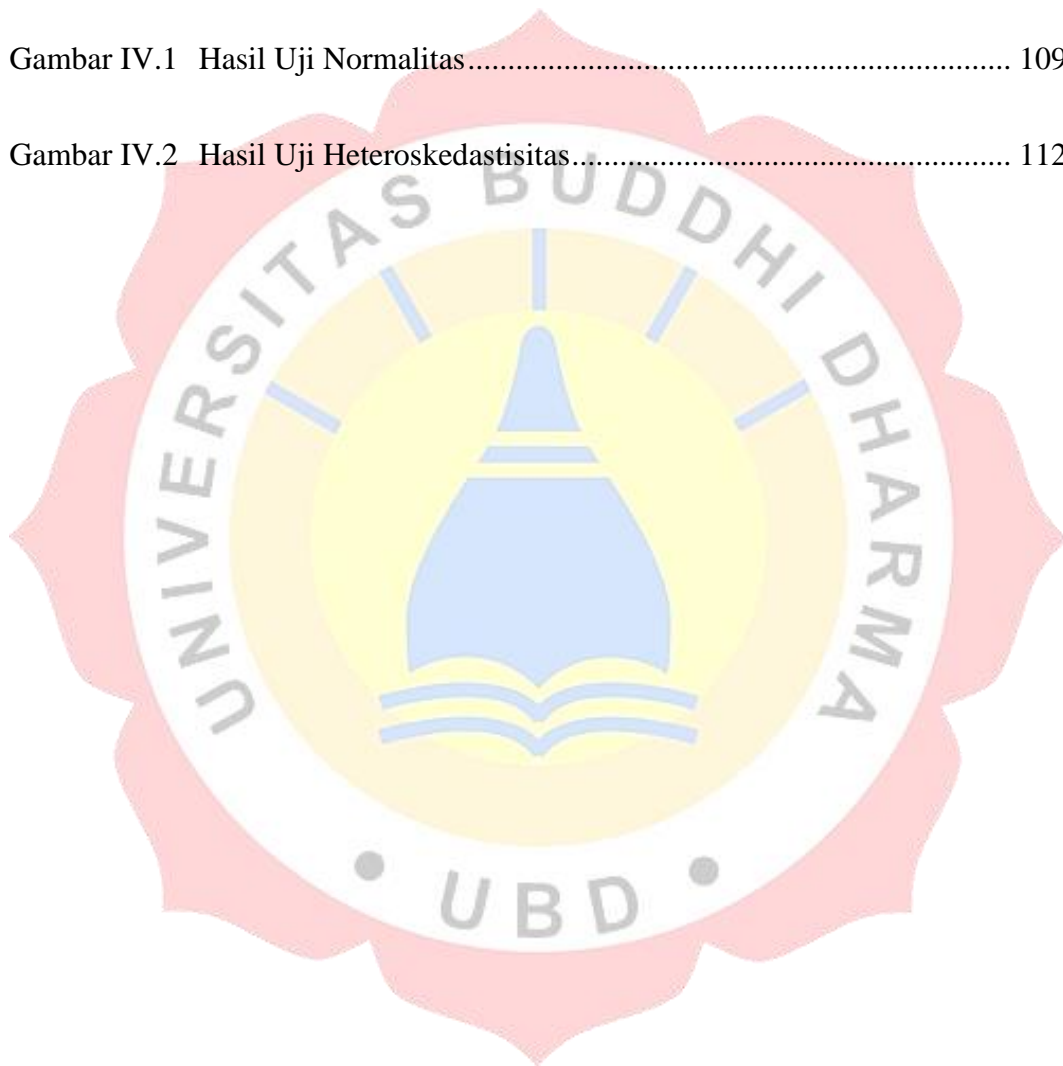 Gambar IV.1 Hasil Uji Normalitas.................................................................... 109
Gambar IV.2 Hasil Uji Heteroskedastisitas....................................................... 112
UNIVERSITAS BUDDHI DHARMA
• UBD •